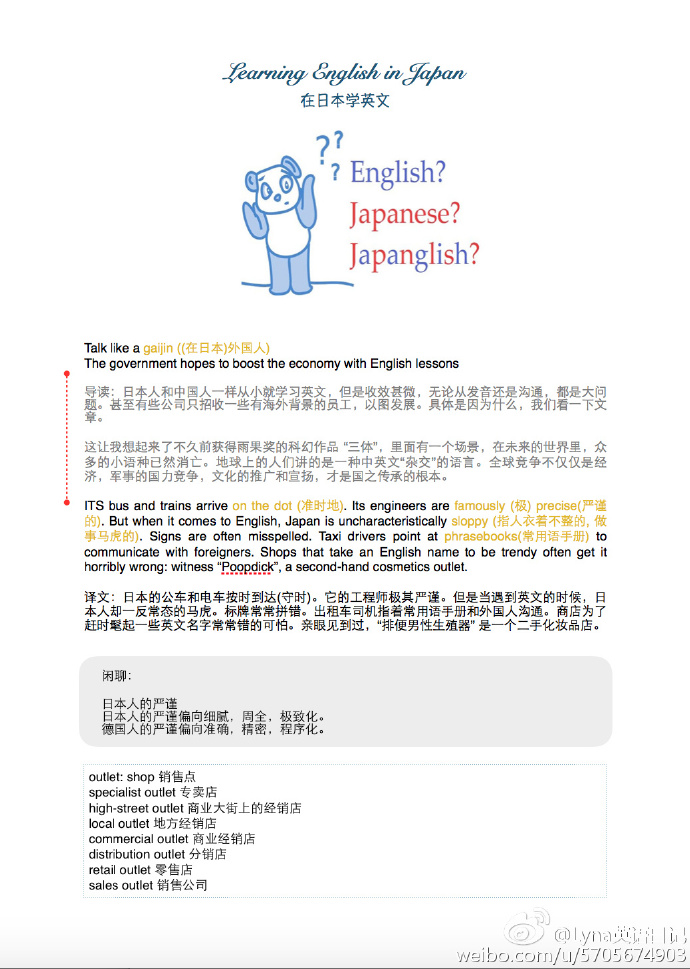 Learning English in Japan
在日本学英文
? ? ?
English?
Japanese?
Japanglish?
Talk like a gaijin ((在日本)外国人)
The government hopes to boost the economy with English lessons
导读：日本人和中国人一样从小就学习英文，但是收效甚微，无论从发音还是沟通，都是大问
题。甚至有些公司只招收一些有海外背景的员工，以图发展。具体是因为什么，我们看一下文
章。
这让我想起来了不久前获得雨果奖的科幻作品 “三体”，里面有一个场景，在未来的世界里，众
多的小语种已然消亡。地球上的人们讲的是一种中英文“杂交”的语言。全球竞争不仅仅是经
济，军事的国力竞争，文化的推广和宣扬，才是国之传承的根本。
ITS bus and trains arrive on the dot (准时地). Its engineers are famously (极) precise(严谨
的). But when it comes to English, Japan is uncharacteristically sloppy (指人衣着不整的, 做
事马虎的). Signs are often misspelled. Taxi drivers point at phrasebooks(常用语手册) to
communicate with foreigners. Shops that take an English name to be trendy often get it
horribly wrong: witness “Poopdick”, a second-hand cosmetics outlet.
译文：日本的公车和电车按时到达(守时)。它的工程师极其严谨。但是当遇到英文的时候，日
本人却一反常态的马虎。标牌常常拼错。出租车司机指着常用语手册和外国人沟通。商店为了
赶时髦起一些英文名字常常错的可怕。亲眼见到过，“排便男性生殖器” 是一个二手化妆品店。
闲聊：
日本人的严谨
日本人的严谨偏向细腻，周全，极致化。
德国人的严谨偏向准确，精密，程序化。
outlet: shop 销售点
specialist outlet 专卖店
high-street outlet 商业大街上的经销店
local outlet 地方经销店
commercial outlet 商业经销店
distribution outlet 分销店
retail outlet 零售店
sales outlet 销售公司
@Lyna英讲日记
weibo.com/u/5705674903